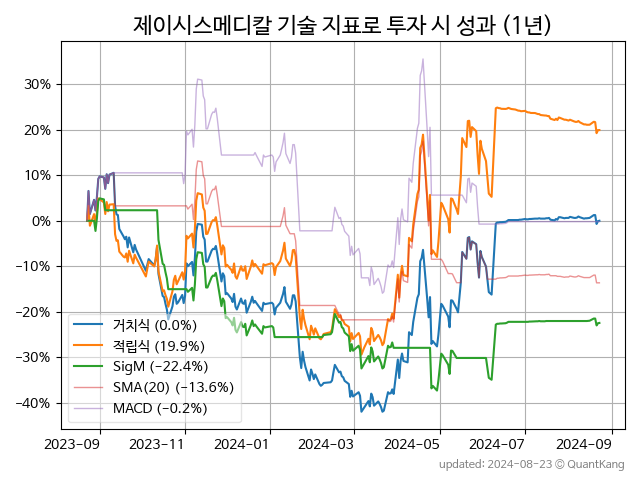 제이시스메디칼 기술 지표로 투자 시 성과 (1년)
30%
20%
10%
0%
−10%
−20%
−30%
−40%
거치식 (0.0%)
적립식 (19.9%)
SigM (−22.4%)
SMA(20) (−13.6%)
MACD (−0.2%)
2023-09 2023-11 2024-01 2024-03 2024-05 2024-07 2024-09
updated: 2024-08-23 © QuantKang